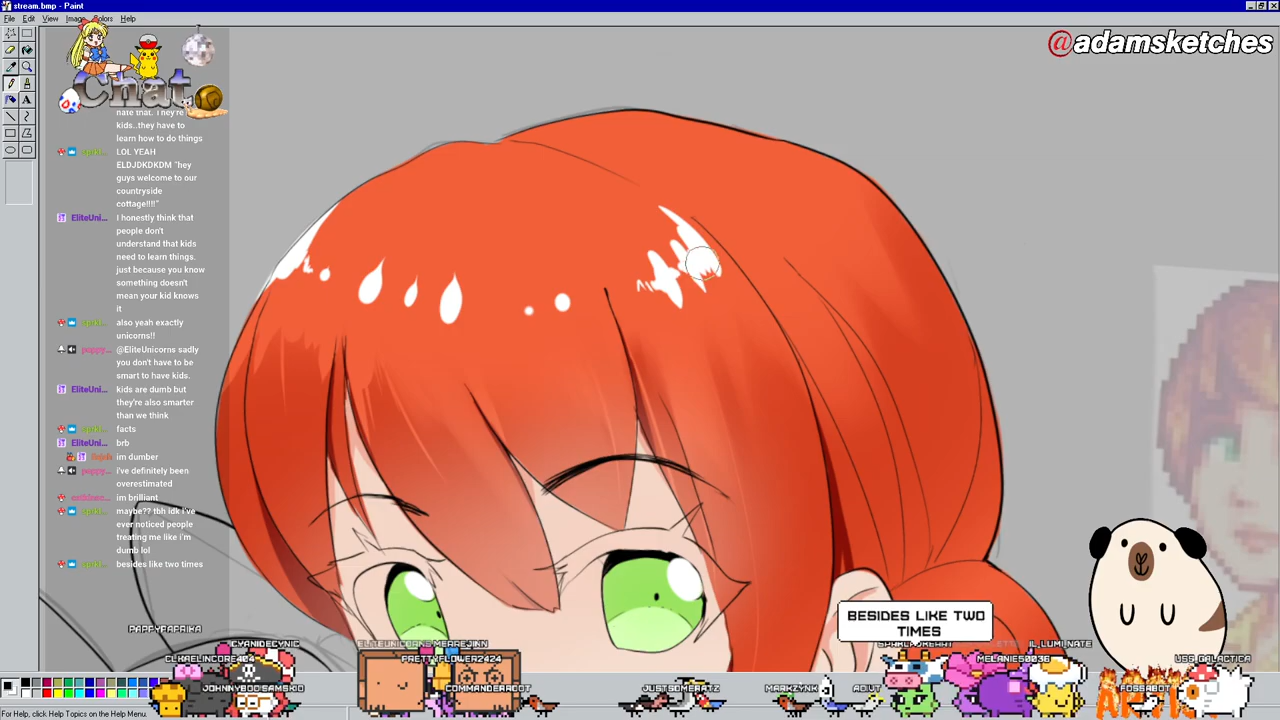 stream.bmp - Paint
File Edit View Image Colors Help
@adamsketches
Chat
hate that. They're
kids..they have to
learn how to do things
LOL YEAH
ELDJDKDKDM "hey
guys welcome to our
countryside
cottage!!!!"
EliteUni... I honestly think that
people don't
understand that kids
need to learn things.
just because you know
something doesn't
mean your kid knows
it
also yeah exactly
unicorns!!
@EliteUnicorns sadly
you don't have to be
smart to have kids.
EliteUni... kids are dumb but
they're also smarter
than we think
facts
EliteUni... brb
im dumber
i've definitely been
overestimated
im brilliant
maybe?? tbh idk i've
ever noticed people
treating me like i'm
dumb lol
besides like two times
BESIDES LIKE TWO
TIMES
PAPPYPAPRIKA
CYANIDECYNIC
IL_LUMI_NATE
PRETTYFLOWER2424
MELANIE50036
USS_GALACTICA
COMMANDERROOT
JUSTSOMERATZ
MARKZYNK
FOSSABOT
For Help, click Help Topics on the Help Menu.